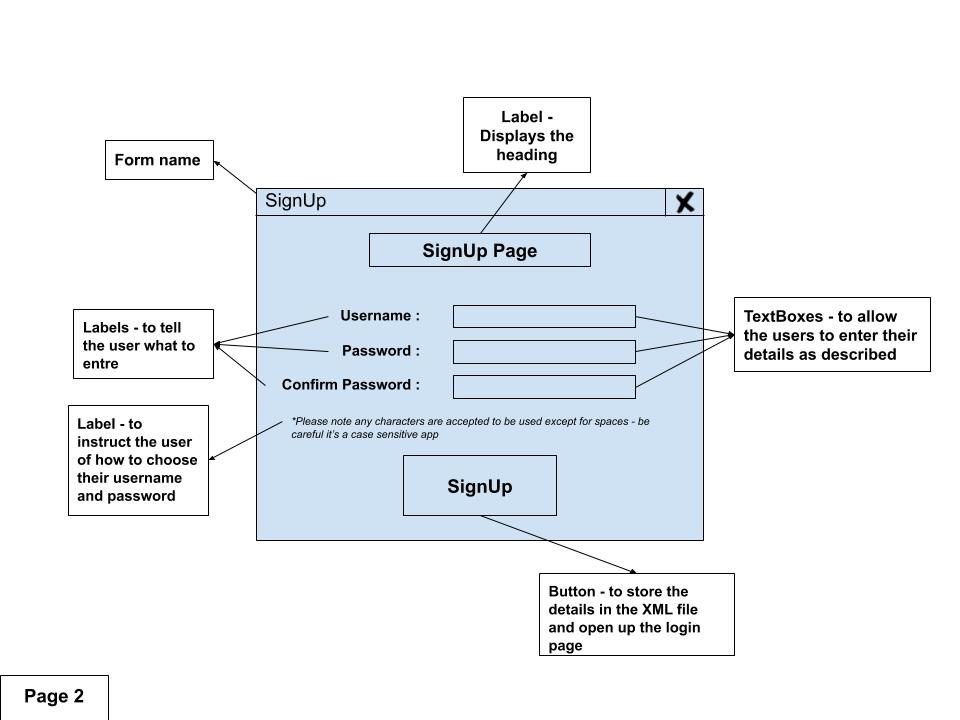 Label -
Displays the
heading
Form name
SignUp
SignUp Page
Username :
Password :
Confirm Password :
Labels - to tell
the user what to
entre
TextBoxes - to allow
the users to enter their
details as described
Label - to
instruct the user
of how to choose
their username
and password
*Please note any characters are accepted to be used except for spaces - be
careful it's a case sensitive app
SignUp
Button - to store the
details in the XML file
and open up the login
page
Page 2